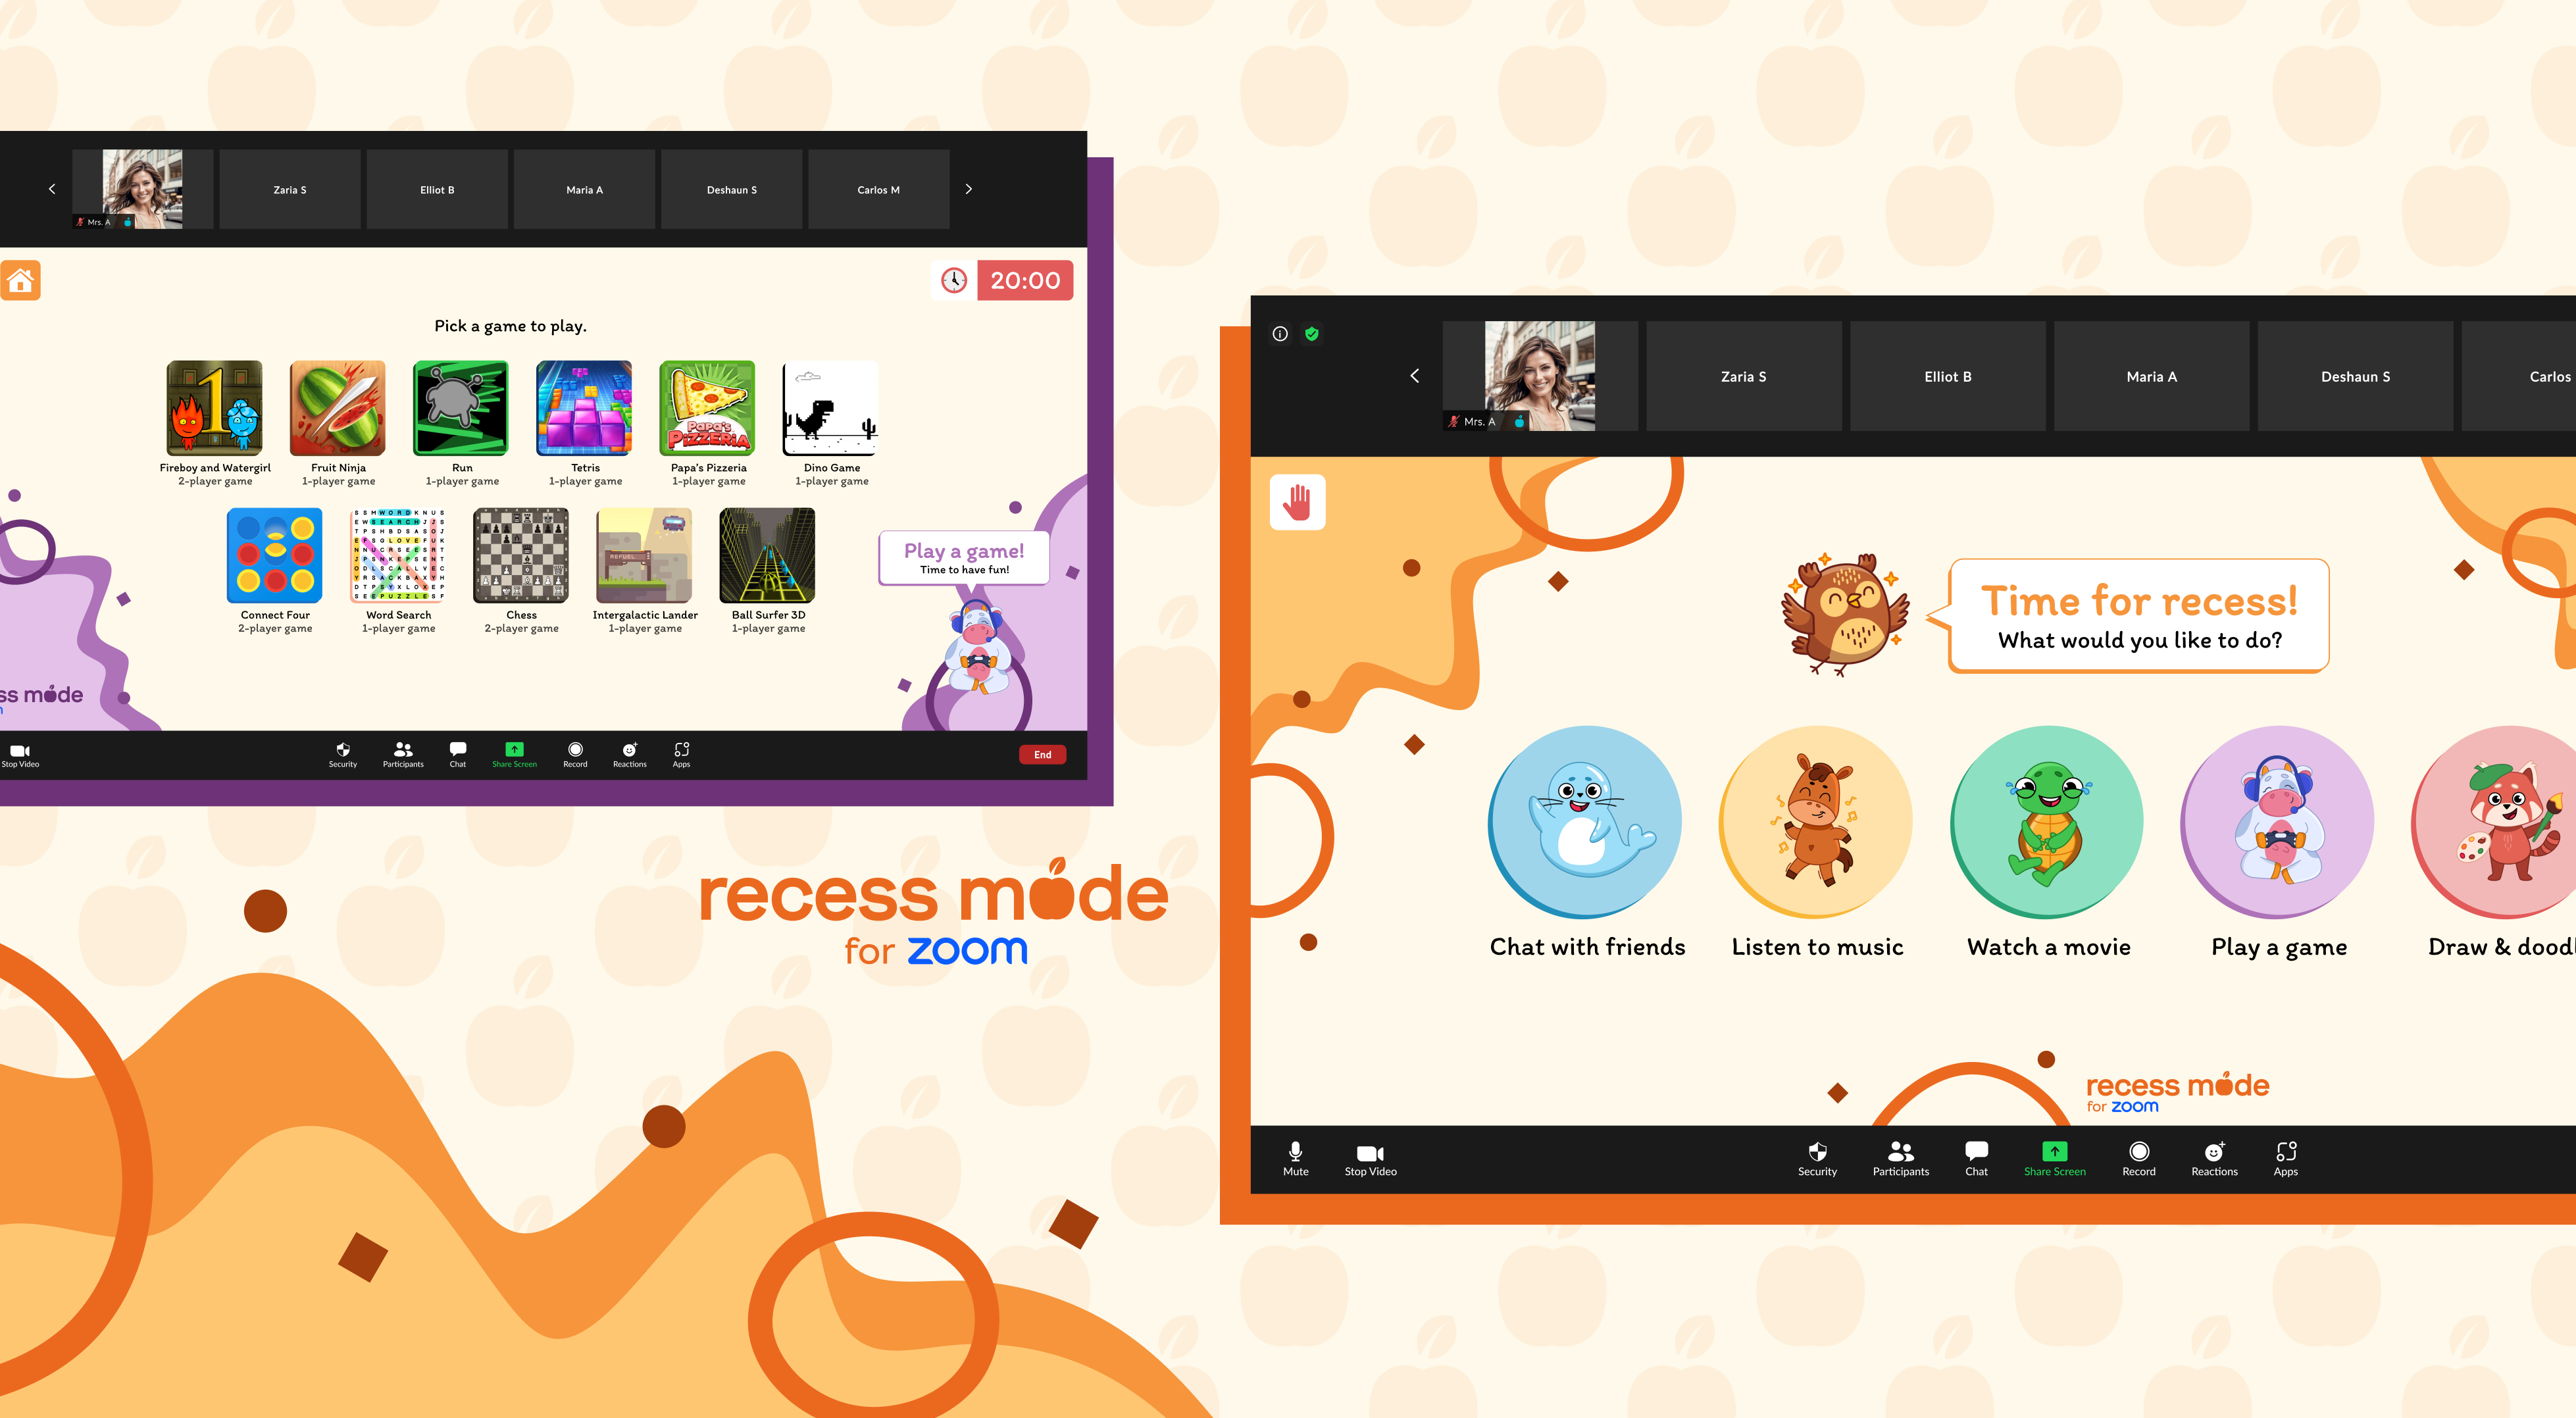 Mrs. A
Zaria S
Elliot B
Maria A
Deshaun S
Carlos M
20:00
Pick a game to play.
1
Papa's
PIZZERIA
Fireboy and Watergirl
2-player game
Fruit Ninja
1-player game
Run
1-player game
Tetris
1-player game
Papa's Pizzeria
1-player game
Dino Game
1-player game
REFUEL
Connect Four
2-player game
Word Search
1-player game
Chess
2-player game
Intergalactic Lander
1-player game
Ball Surfer 3D
1-player game
Play a game!
Time to have fun!
ss mode
Stop Video
Security
Participants
Chat
Share Screen
Record
Reactions
Apps
End
recess mode
for zoom
Mrs. A
Zaria S
Elliot B
Maria A
Deshaun S
Carlos
Time for recess!
What would you like to do?
Chat with friends
Listen to music
Watch a movie
Play a game
Draw & doodl
recess mode
for zoom
Mute
Stop Video
Security
Participants
Chat
Share Screen
Record
Reactions
Apps